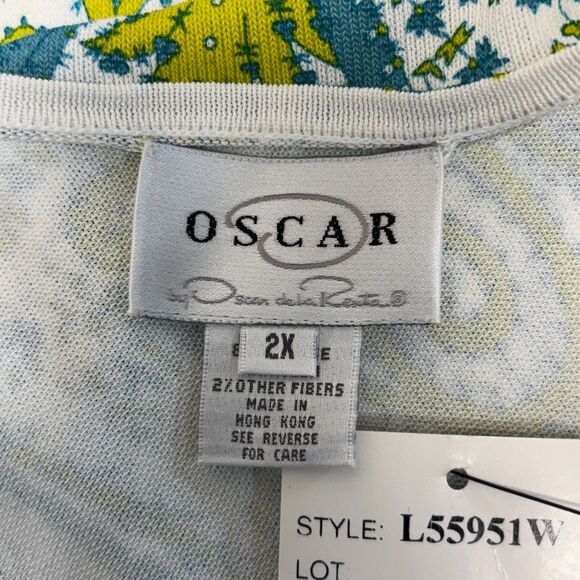 OSCAR
by Oscar de la Renta®
2X
2% OTHER FIBERS
MADE IN
HONG KONG
SEE REVERSE
FOR CARE
STYLE: L55951W
LOT